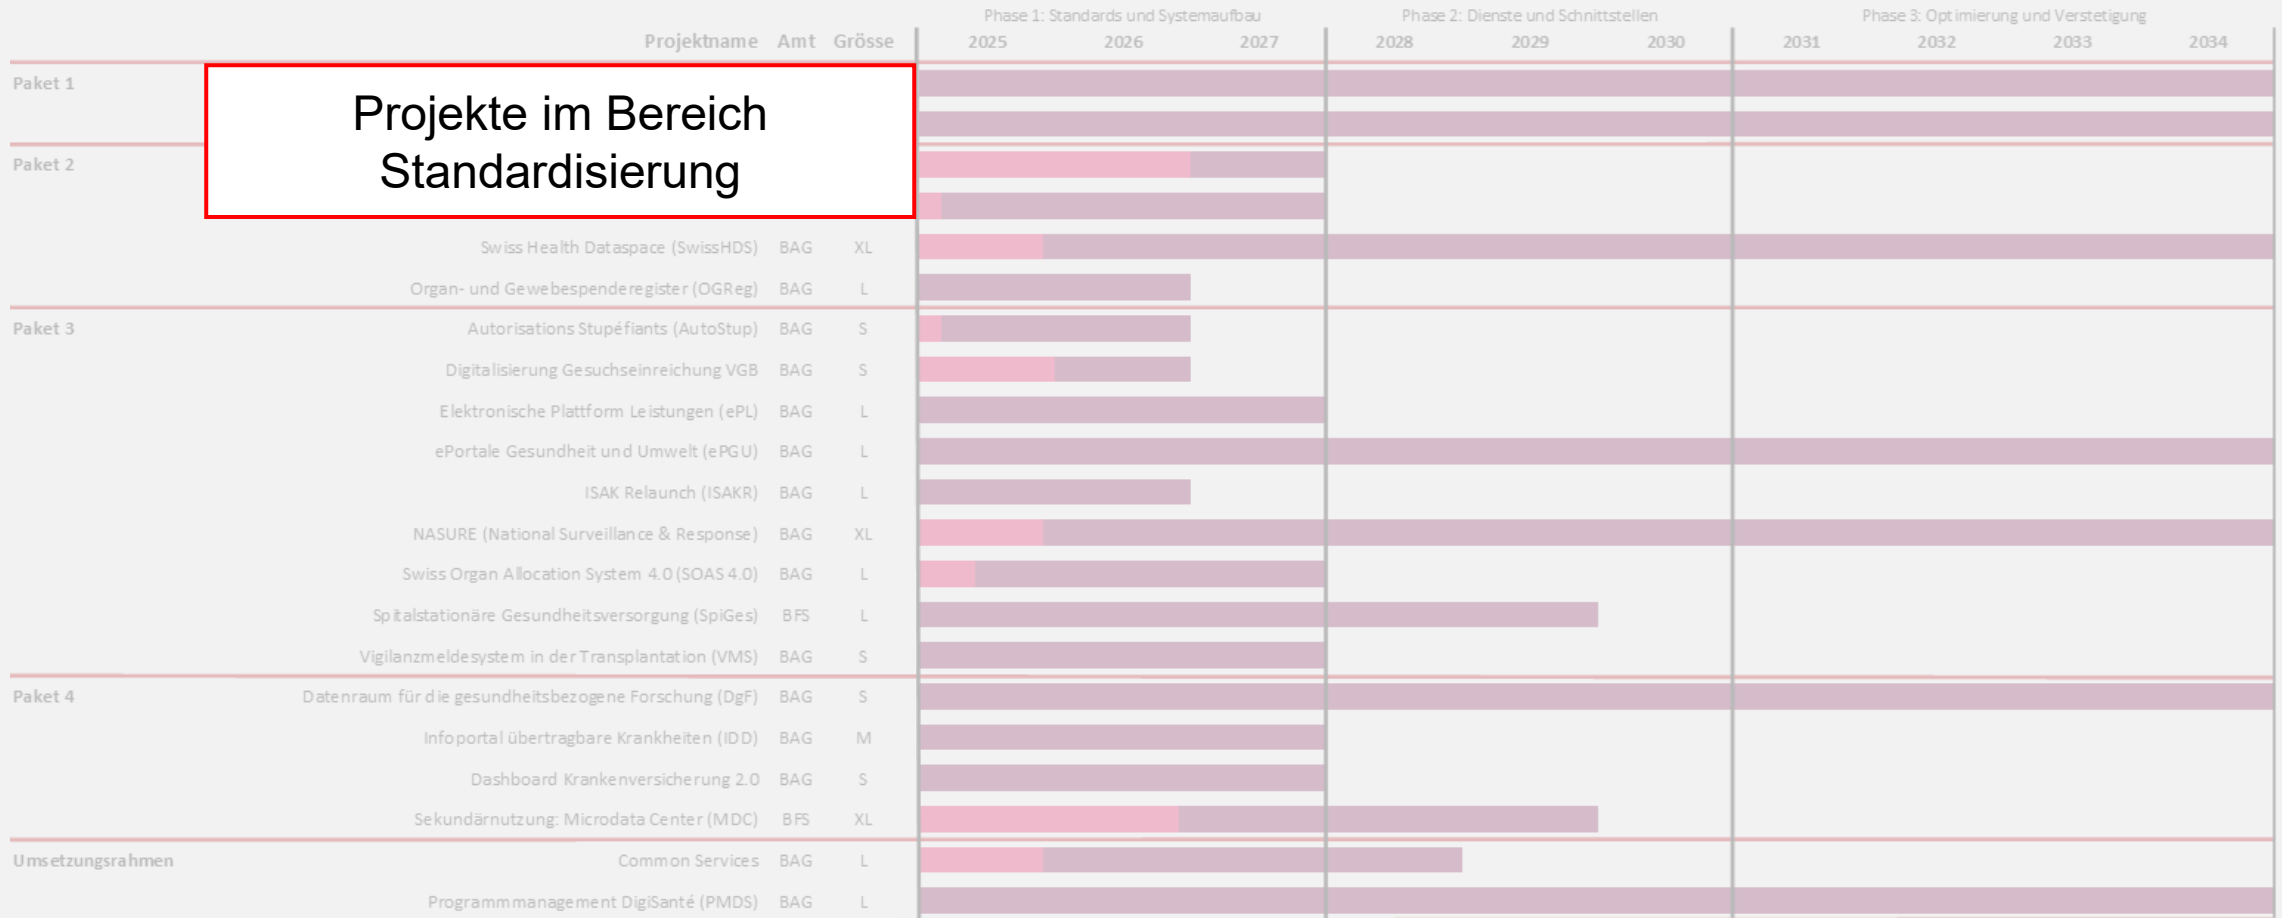 Phase 1: Standards und Systemaufbau Phase 2: Dienste und Schnittstellen Phase 3: Optimierung und Verstetigung
Projektname Amt Grösse 2025 2026 2027 2028 2029 2030 2031 2032 2033 2034
Paket 1
Projekte im Bereich
Standardisierung
Paket 2
Swiss Health Dataspace (SwissHDS) BAG XL
Organ- und Gewebespenderegister (OGReg) BAG L
Paket 3 Autorisations Stupéfiants (AutoStup) BAG S
Digitalisierung Gesuchseinreichung VGB BAG S
Elektronische Plattform Leistungen (ePL) BAG L
ePortale Gesundheit und Umwelt (ePGU) BAG L
ISAK Relaunch (ISAKR) BAG L
NASURE (National Surveillance & Response) BAG XL
Swiss Organ Allocation System 4.0 (SOAS 4.0) BAG L
Spitalstationäre Gesundheitsversorgung (SpiGes) BFS L
Vigilanzmeldesystem in der Transplantation (VMS) BAG S
Paket 4 Datenraum für die gesundheitsbezogene Forschung (DgF) BAG S
Infoportal übertragbare Krankheiten (IDD) BAG M
Dashboard Krankenversicherung 2.0 BAG S
Sekundärnutzung: Microdata Center (MDC) BFS XL
Umsetzungsrahmen Common Services BAG L
Programmmanagement DigiSanté (PMDS) BAG L